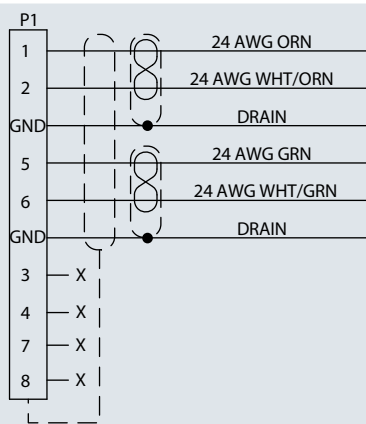 P1
1 24 AWG ORN
2 24 AWG WHT/ORN
GND DRAIN
5 24 AWG GRN
6 24 AWG WHT/GRN
GND DRAIN
3 X
4 X
7 X
8 X